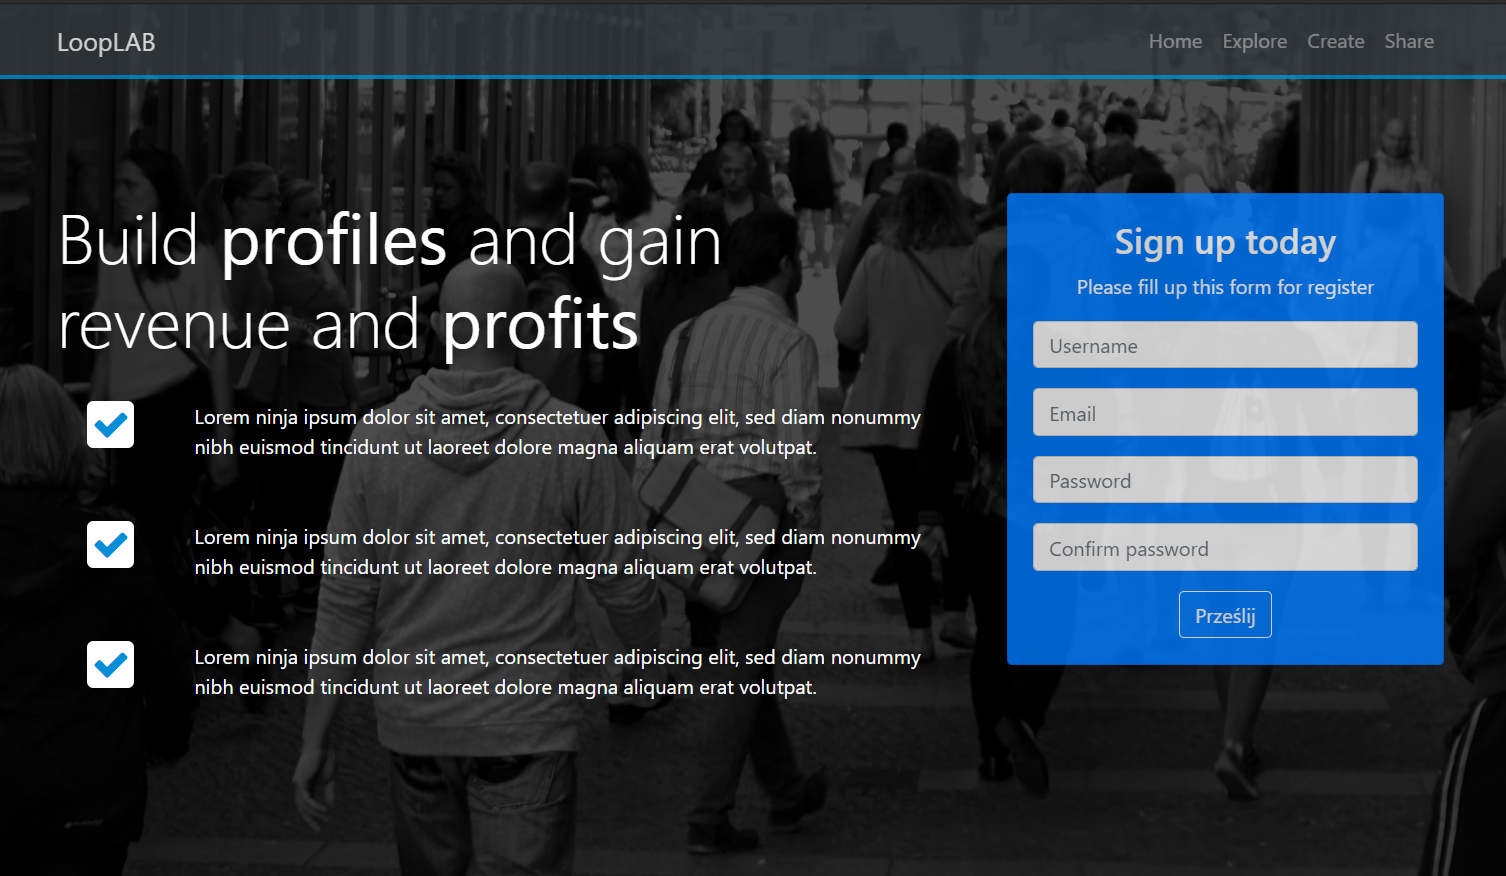 LoopLAB
Home Explore Create Share
Build profiles and gain
revenue and profits
Lorem ninja ipsum dolor sit amet, consectetuer adipiscing elit, sed diam nonummy
nibh euismod tincidunt ut laoreet dolore magna aliquam erat volutpat.
Lorem ninja ipsum dolor sit amet, consectetuer adipiscing elit, sed diam nonummy
nibh euismod tincidunt ut laoreet dolore magna aliquam erat volutpat.
Lorem ninja ipsum dolor sit amet, consectetuer adipiscing elit, sed diam nonummy
nibh euismod tincidunt ut laoreet dolore magna aliquam erat volutpat.
Sign up today
Please fill up this form for register
Username
Email
Password
Confirm password
Prześlij